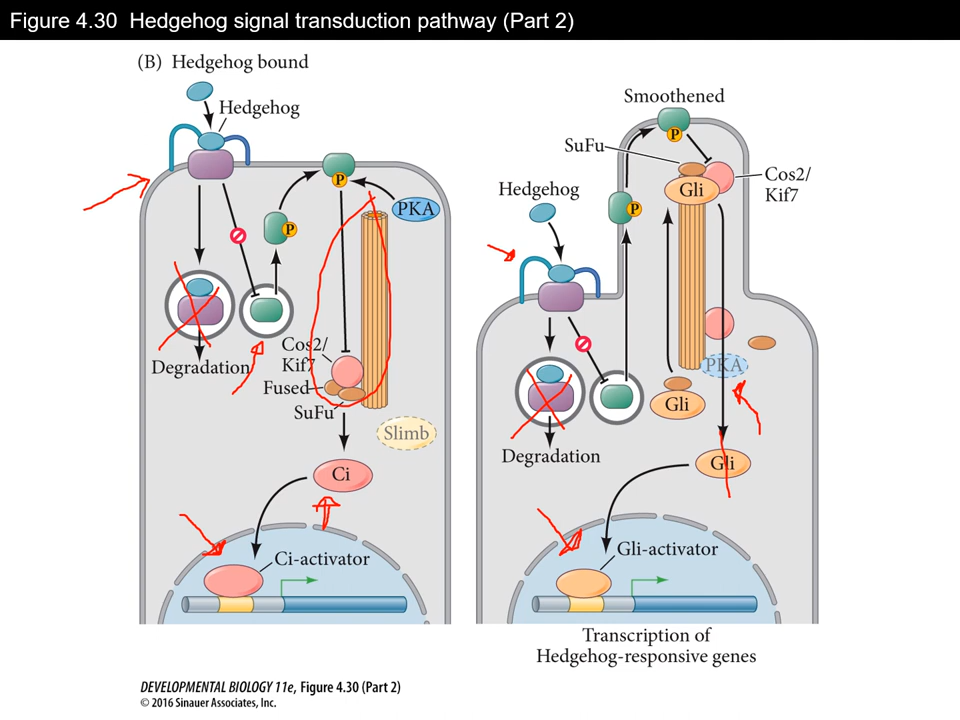 Figure 4.30 Hedgehog signal transduction pathway (Part 2)
(B) Hedgehog bound
Hedgehog
P
PKA
P
Degradation
Cos2/
Kif7
Fused
SuFu
Slimb
Ci
Ci-activator
Smoothened
P
SuFu
Cos2/
Kif7
Gli
Hedgehog
P
PKA
Gli
Degradation
Gli
Gli-activator
Transcription of
Hedgehog-responsive genes
DEVELOPMENTAL BIOLOGY 11e, Figure 4.30 (Part 2)
© 2016 Sinauer Associates, Inc.